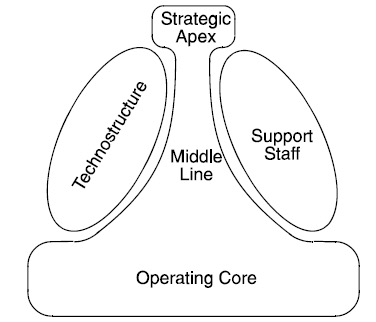 Strategic
Apex
Technostructure
Middle
Line
Support
Staff
Operating Core